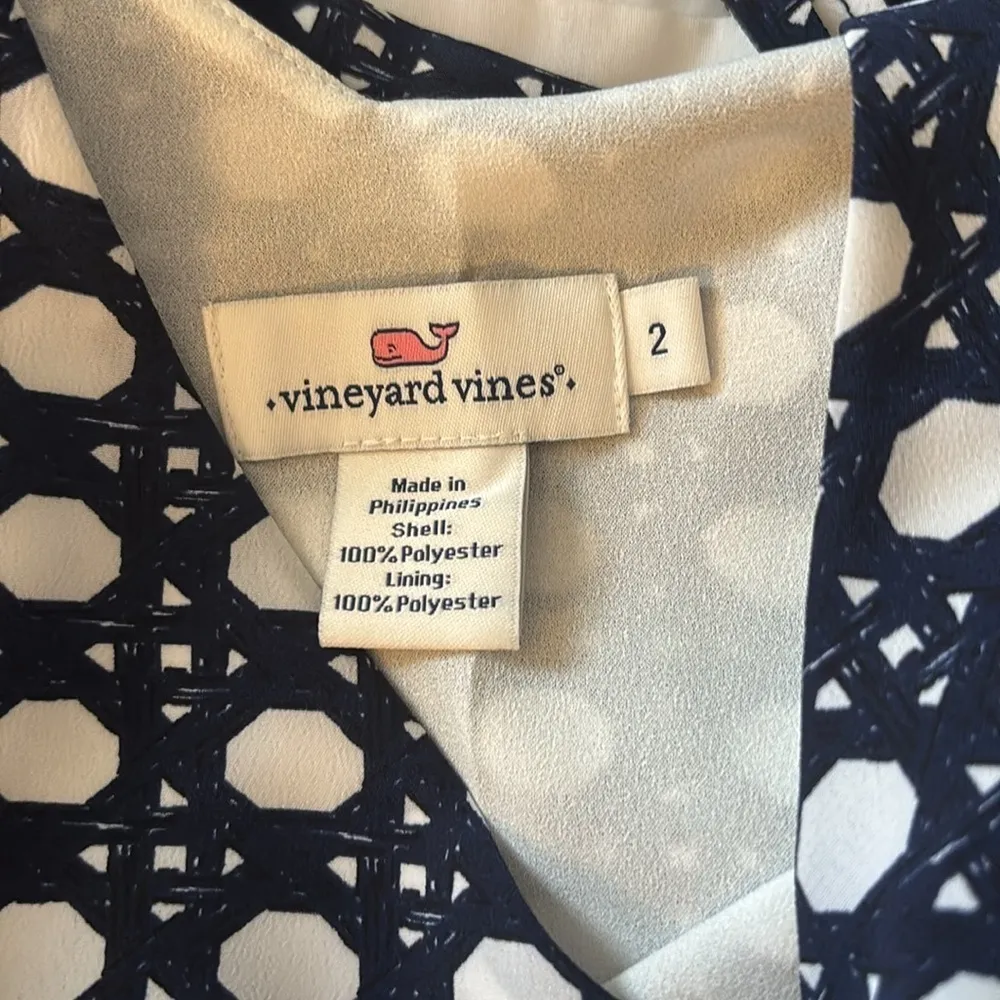 vineyard vines®
2
Made in
Philippines
Shell:
100% Polyester
Lining:
100% Polyester